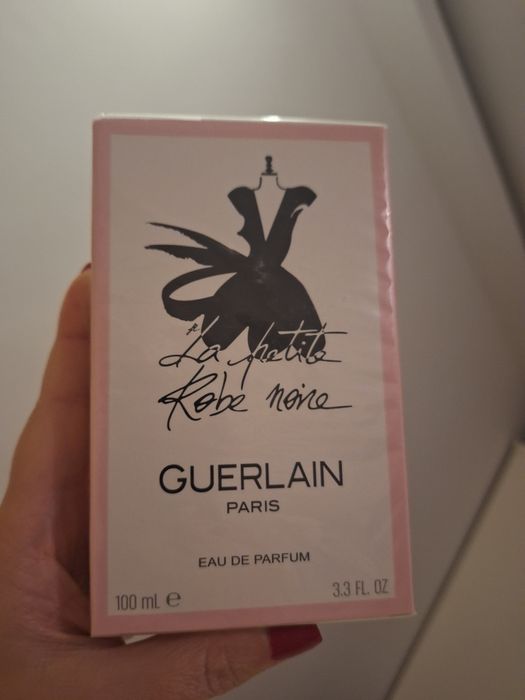 La petite
Robe noire
GUERLAIN
PARIS
EAU DE PARFUM
100 mL ℮
3.3 FL. OZ